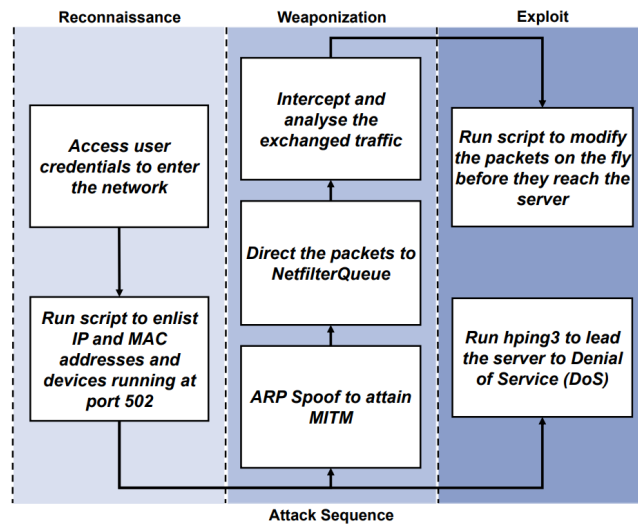 Reconnaissance
Weaponization
Exploit
Access user
credentials to enter
the network
Run script to enlist
IP and MAC
addresses and
devices running at
port 502
Intercept and
analyse the
exchanged traffic
Direct the packets to
NetfilterQueue
ARP Spoof to attain
MITM
Run script to modify
the packets on the fly
before they reach the
server
Run hping3 to lead
the server to Denial
of Service (DoS)
Attack Sequence